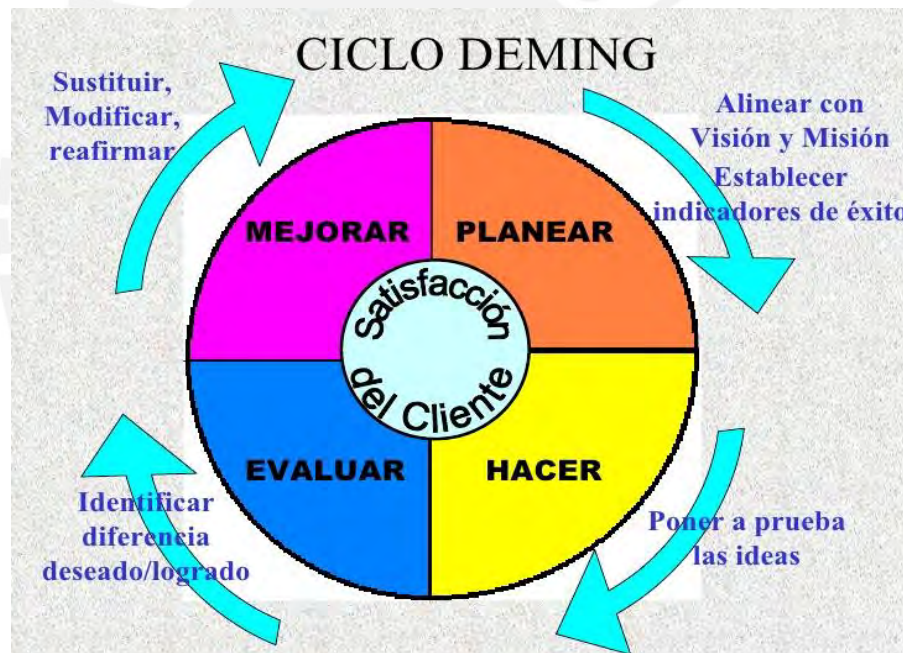 CICLO DEMING
Sustituir,
Modificar,
reafirmar
Alinear con
Visión y Misión
Establecer
indicadores de éxito
MEJORAR
PLANEAR
Satisfacción
del Cliente
EVALUAR
HACER
Identificar
diferencia
deseado/logrado
Poner a prueba
las ideas